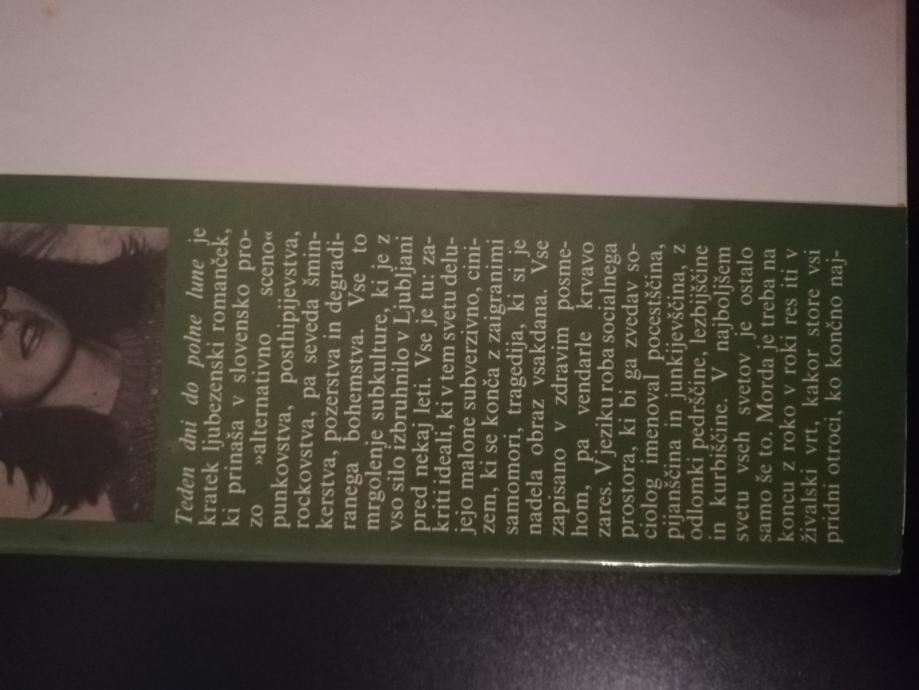 Teden dni do polne lune je
kratek ljubezenski romanček,
ki prinaša v slovensko pro-
zo »alternativno sceno«
punkovstva, posthipijevstva,
rockovstva, pa seveda šmin-
kerstva, pozerstva in degradi-
ranega bohemstva. Vse to
mrgolenje subkulture, ki je z
vso silo izbruhnilo v Ljubljani
pred nekaj leti. Vse je tu: za-
kriti ideali, ki v tem svetu delu-
jejo malone subverzivno, cini-
zem, ki se konča z zaigranimi
samomori, tragedija, ki si je
nadela obraz vsakdana. Vse
zapisano v zdravim posme-
hom, pa vendarle krvavo
zares. V jeziku roba socialnega
prostora, ki bi ga zvedav so-
ciolog imenoval pocestiščina,
pijanščina in junkijevščina, z
odlomki pedrščine, lezbijščine
in kurbiščine. V najboljšem
svetu vseh svetov je ostalo
samo še to. Morda je treba na
koncu z roko v roki res iti v
živalski vrt, kakor store vsi
pridni otroci, ko končno naj-